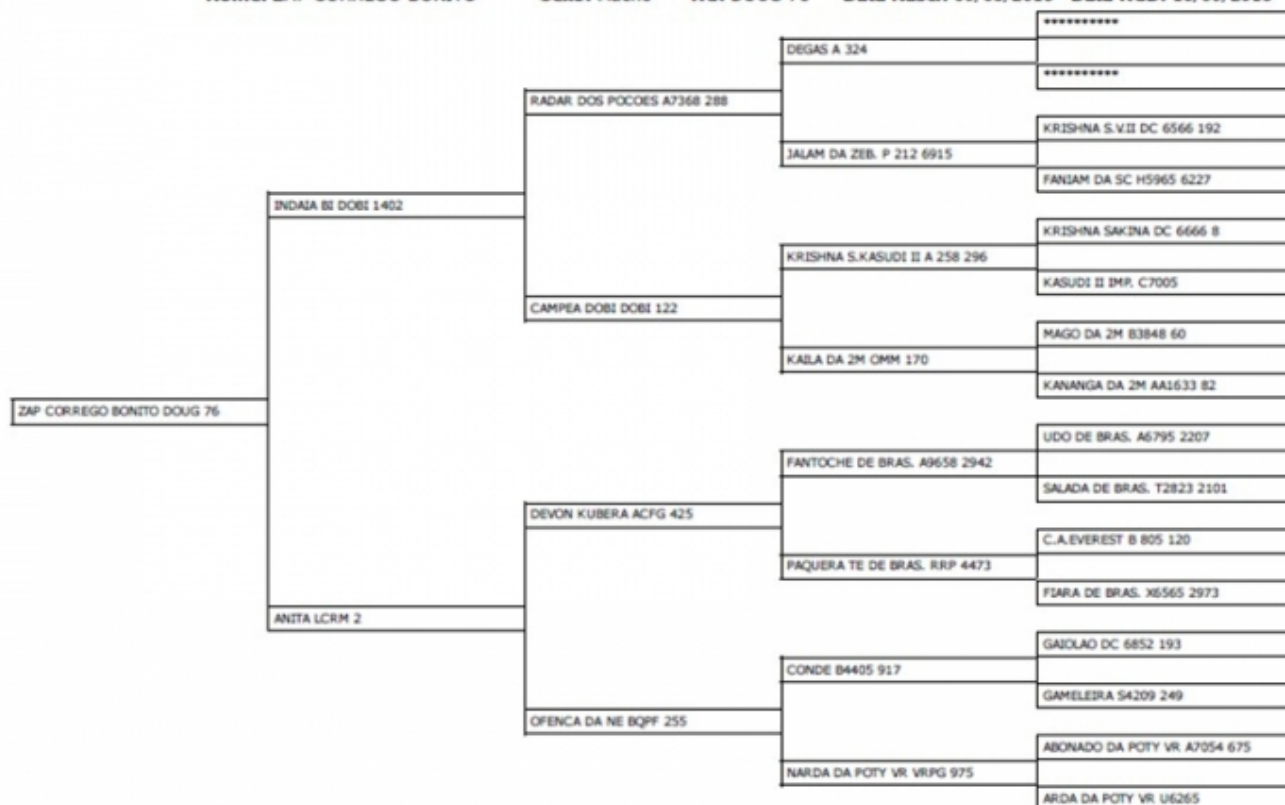 **********
DEGAS A 324
**********
RADAR DOS POCOES A7368 288
KRISHNA S.V.II DC 6566 192
JALAM DA ZEB. P 212 6915
FANIAM DA SC H5965 6227
INDAIA BI DOBI 1402
KRISHNA SAKINA DC 6666 8
KRISHNA S.KASUDI II A 258 296
KASUDI II IMP. C7005
CAMPEA DOBI DOBI 122
MAGO DA 2M B3848 60
KAILA DA 2M OMM 170
KANANGA DA 2M AA1633 82
ZAP CORREGO BONITO DOUG 76
UDO DE BRAS. A6795 2207
FANTOCHE DE BRAS. A9658 2942
SALADA DE BRAS. T2823 2101
DEVON KUBERA ACFG 425
C.A.EVEREST B 805 120
PAQUERA TE DE BRAS. RRP 4473
FIARA DE BRAS. X6565 2973
ANITA LCRM 2
GAIOLAO DC 6852 193
CONDE B4405 917
GAMELEIRA S4209 249
OFENCA DA NE BQPF 255
ABONADO DA POTY VR A7054 675
NARDA DA POTY VR VRPG 975
ARDA DA POTY VR U6265